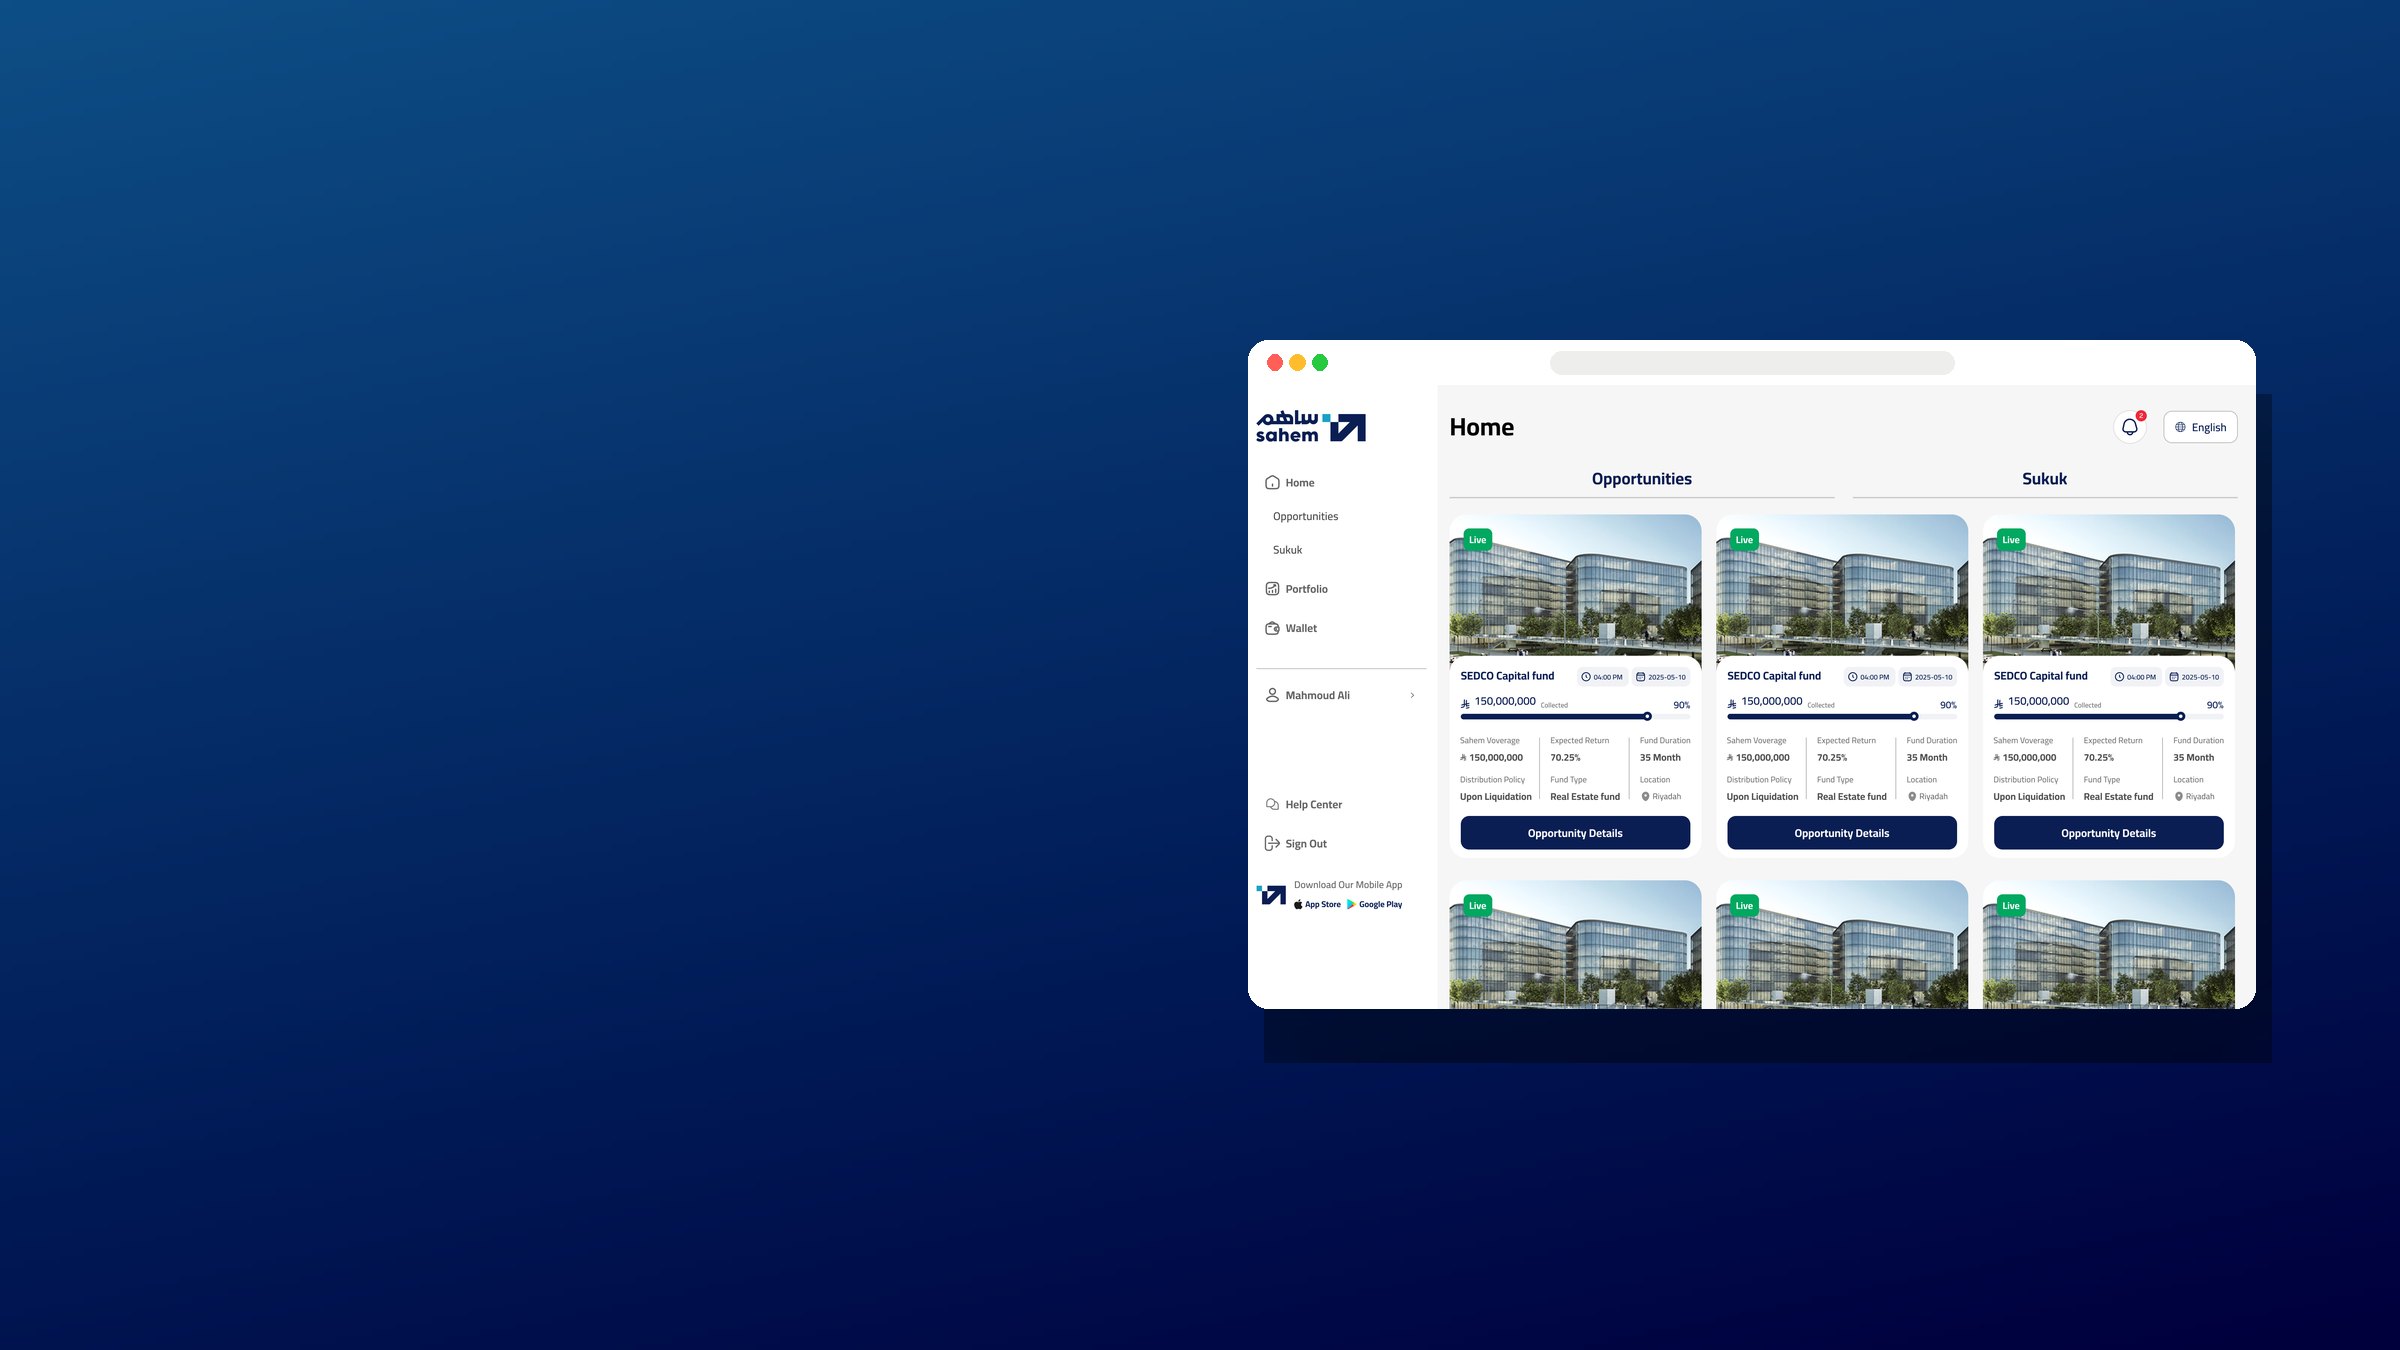 ساهم
sahem
Home
Opportunities
Sukuk
Portfolio
Wallet
Mahmoud Ali
Help Center
Sign Out
Download Our Mobile App
App Store Google Play
Home
2
English
Opportunities Sukuk
Live Live Live
SEDCO Capital fund 04:00 PM 2025-05-10 SEDCO Capital fund 04:00 PM 2025-05-10 SEDCO Capital fund 04:00 PM 2025-05-10
150,000,000 Collected 90% 150,000,000 Collected 90% 150,000,000 Collected 90%
Sahem Voverage Expected Return Fund Duration Sahem Voverage Expected Return Fund Duration Sahem Voverage Expected Return Fund Duration
150,000,000 70.25% 35 Month 150,000,000 70.25% 35 Month 150,000,000 70.25% 35 Month
Distribution Policy Fund Type Location Distribution Policy Fund Type Location Distribution Policy Fund Type Location
Upon Liquidation Real Estate fund Riyadah Upon Liquidation Real Estate fund Riyadah Upon Liquidation Real Estate fund Riyadah
Opportunity Details Opportunity Details Opportunity Details
Live Live Live